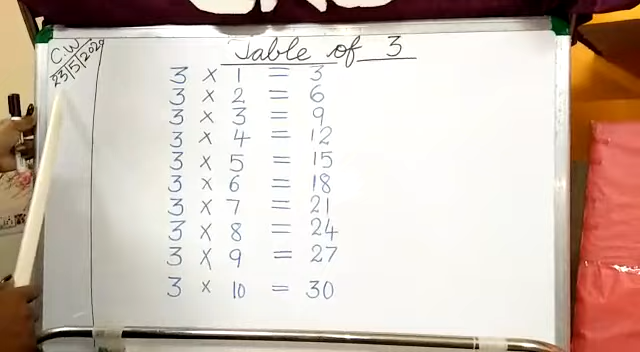 C.W
23/5/2020
Table of 3
3 × 1 = 3
3 × 2 = 6
3 × 3 = 9
3 × 4 = 12
3 × 5 = 15
3 × 6 = 18
3 × 7 = 21
3 × 8 = 24
3 × 9 = 27
3 × 10 = 30